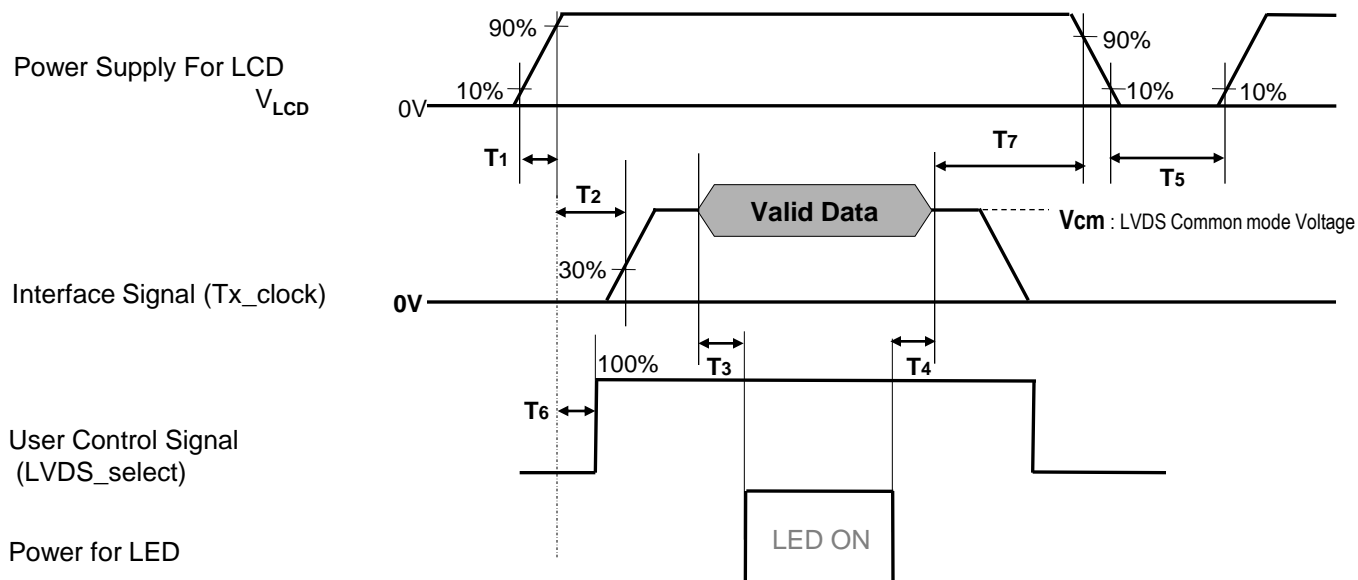 90%
90%
Power Supply For LCD
VLCD
10%
10%
10%
0V
T1
T7
T2
T5
Valid Data
Vcm : LVDS Common mode Voltage
30%
Interface Signal (Tx_clock)
0V
T3
T4
100%
T6
User Control Signal
(LVDS_select)
LED ON
Power for LED